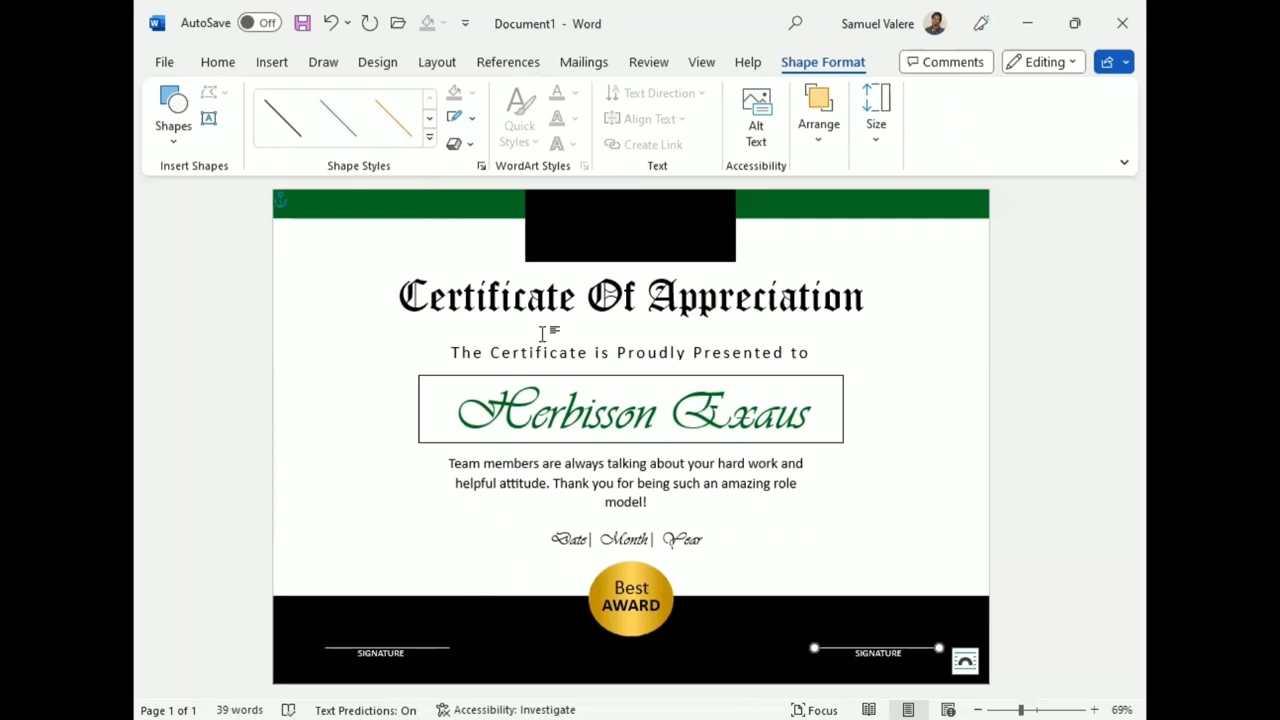 AutoSave Off Document1 - Word Samuel Valere
File Home Insert Draw Design Layout References Mailings Review View Help Shape Format Comments Editing
Shapes
Quick Styles
Text Direction
Align Text
Create Link
Alt Text
Arrange
Size
Insert Shapes Shape Styles WordArt Styles Text Accessibility
Certificate Of Appreciation
The Certificate is Proudly Presented to
Herbisson Exaus
Team members are always talking about your hard work and
helpful attitude. Thank you for being such an amazing role
model!
Date| Month| Year
Best
AWARD
SIGNATURE SIGNATURE
Page 1 of 1 39 words Text Predictions: On Accessibility: Investigate Focus 69%